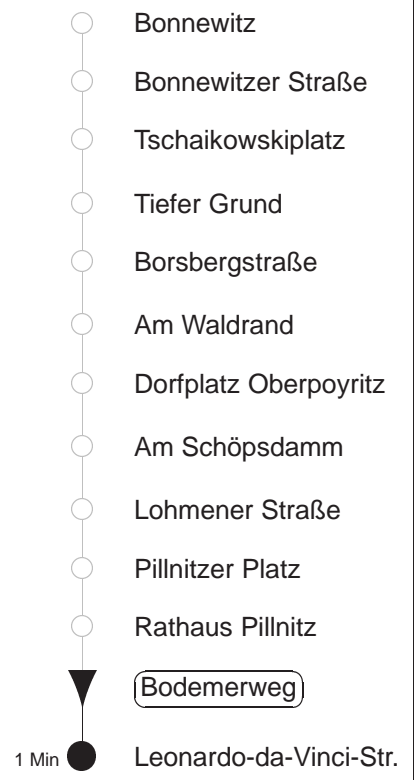 Bonnewitz
Bonnewitzer Straße
Tschaikowskiplatz
Tiefer Grund
Borsbergstraße
Am Waldrand
Dorfplatz Oberpoyritz
Am Schöpsdamm
Lohmener Straße
Pillnitzer Platz
Rathaus Pillnitz
Bodemerweg
1 Min Leonardo-da-Vinci-Str.